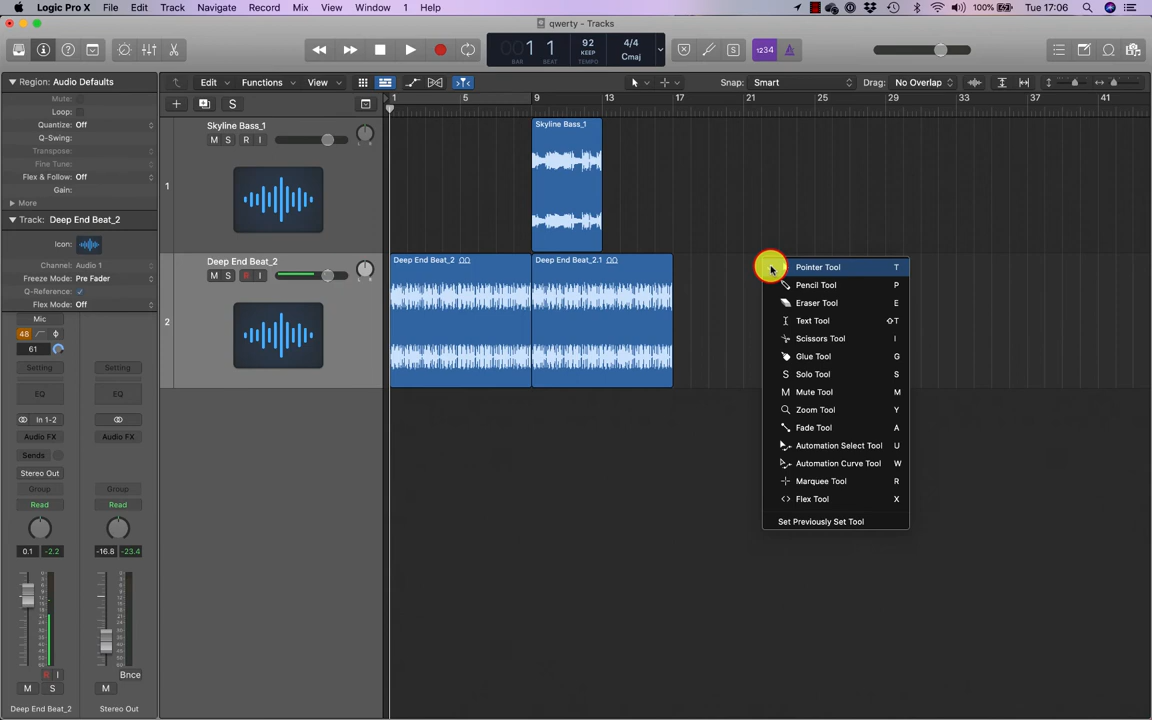 Logic Pro X File Edit Track Navigate Record Mix View Window 1 Help 100% Tue 17:06
qwerty - Tracks
001 1 92 4/4
BAR BEAT KEEP TEMPO Cmaj
S 1234
Region: Audio Defaults
Edit Functions View Snap: Smart Drag: No Overlap
Mute:
Loop:
Quantize: Off
Q-Swing:
Transpose:
Fine Tune:
Flex & Follow: Off
Gain:
More
S
1 5 9 13 17 21 25 29 33 37 41
Track: Deep End Beat_2
Icon:
Channel: Audio 1
Freeze Mode: Pre Fader
Q-Reference:
Flex Mode: Off
1
Skyline Bass_1
M S R I
L R
Skyline Bass_1
2
Deep End Beat_2
M S R I
L R
Deep End Beat_2
Deep End Beat_2.1
Pointer Tool T
Pencil Tool P
Eraser Tool E
Text Tool ⇧T
Scissors Tool I
Glue Tool G
Solo Tool S
Mute Tool M
Zoom Tool Y
Fade Tool A
Automation Select Tool U
Automation Curve Tool W
Marquee Tool R
Flex Tool X
Set Previously Set Tool
Mic
48
61
Setting Setting
EQ EQ
In 1-2
Audio FX Audio FX
Sends
Stereo Out
Group Group
Read Read
0.1 -2.2 -16.8 -23.4
R I Bnce
M S M
Deep End Beat_2 Stereo Out